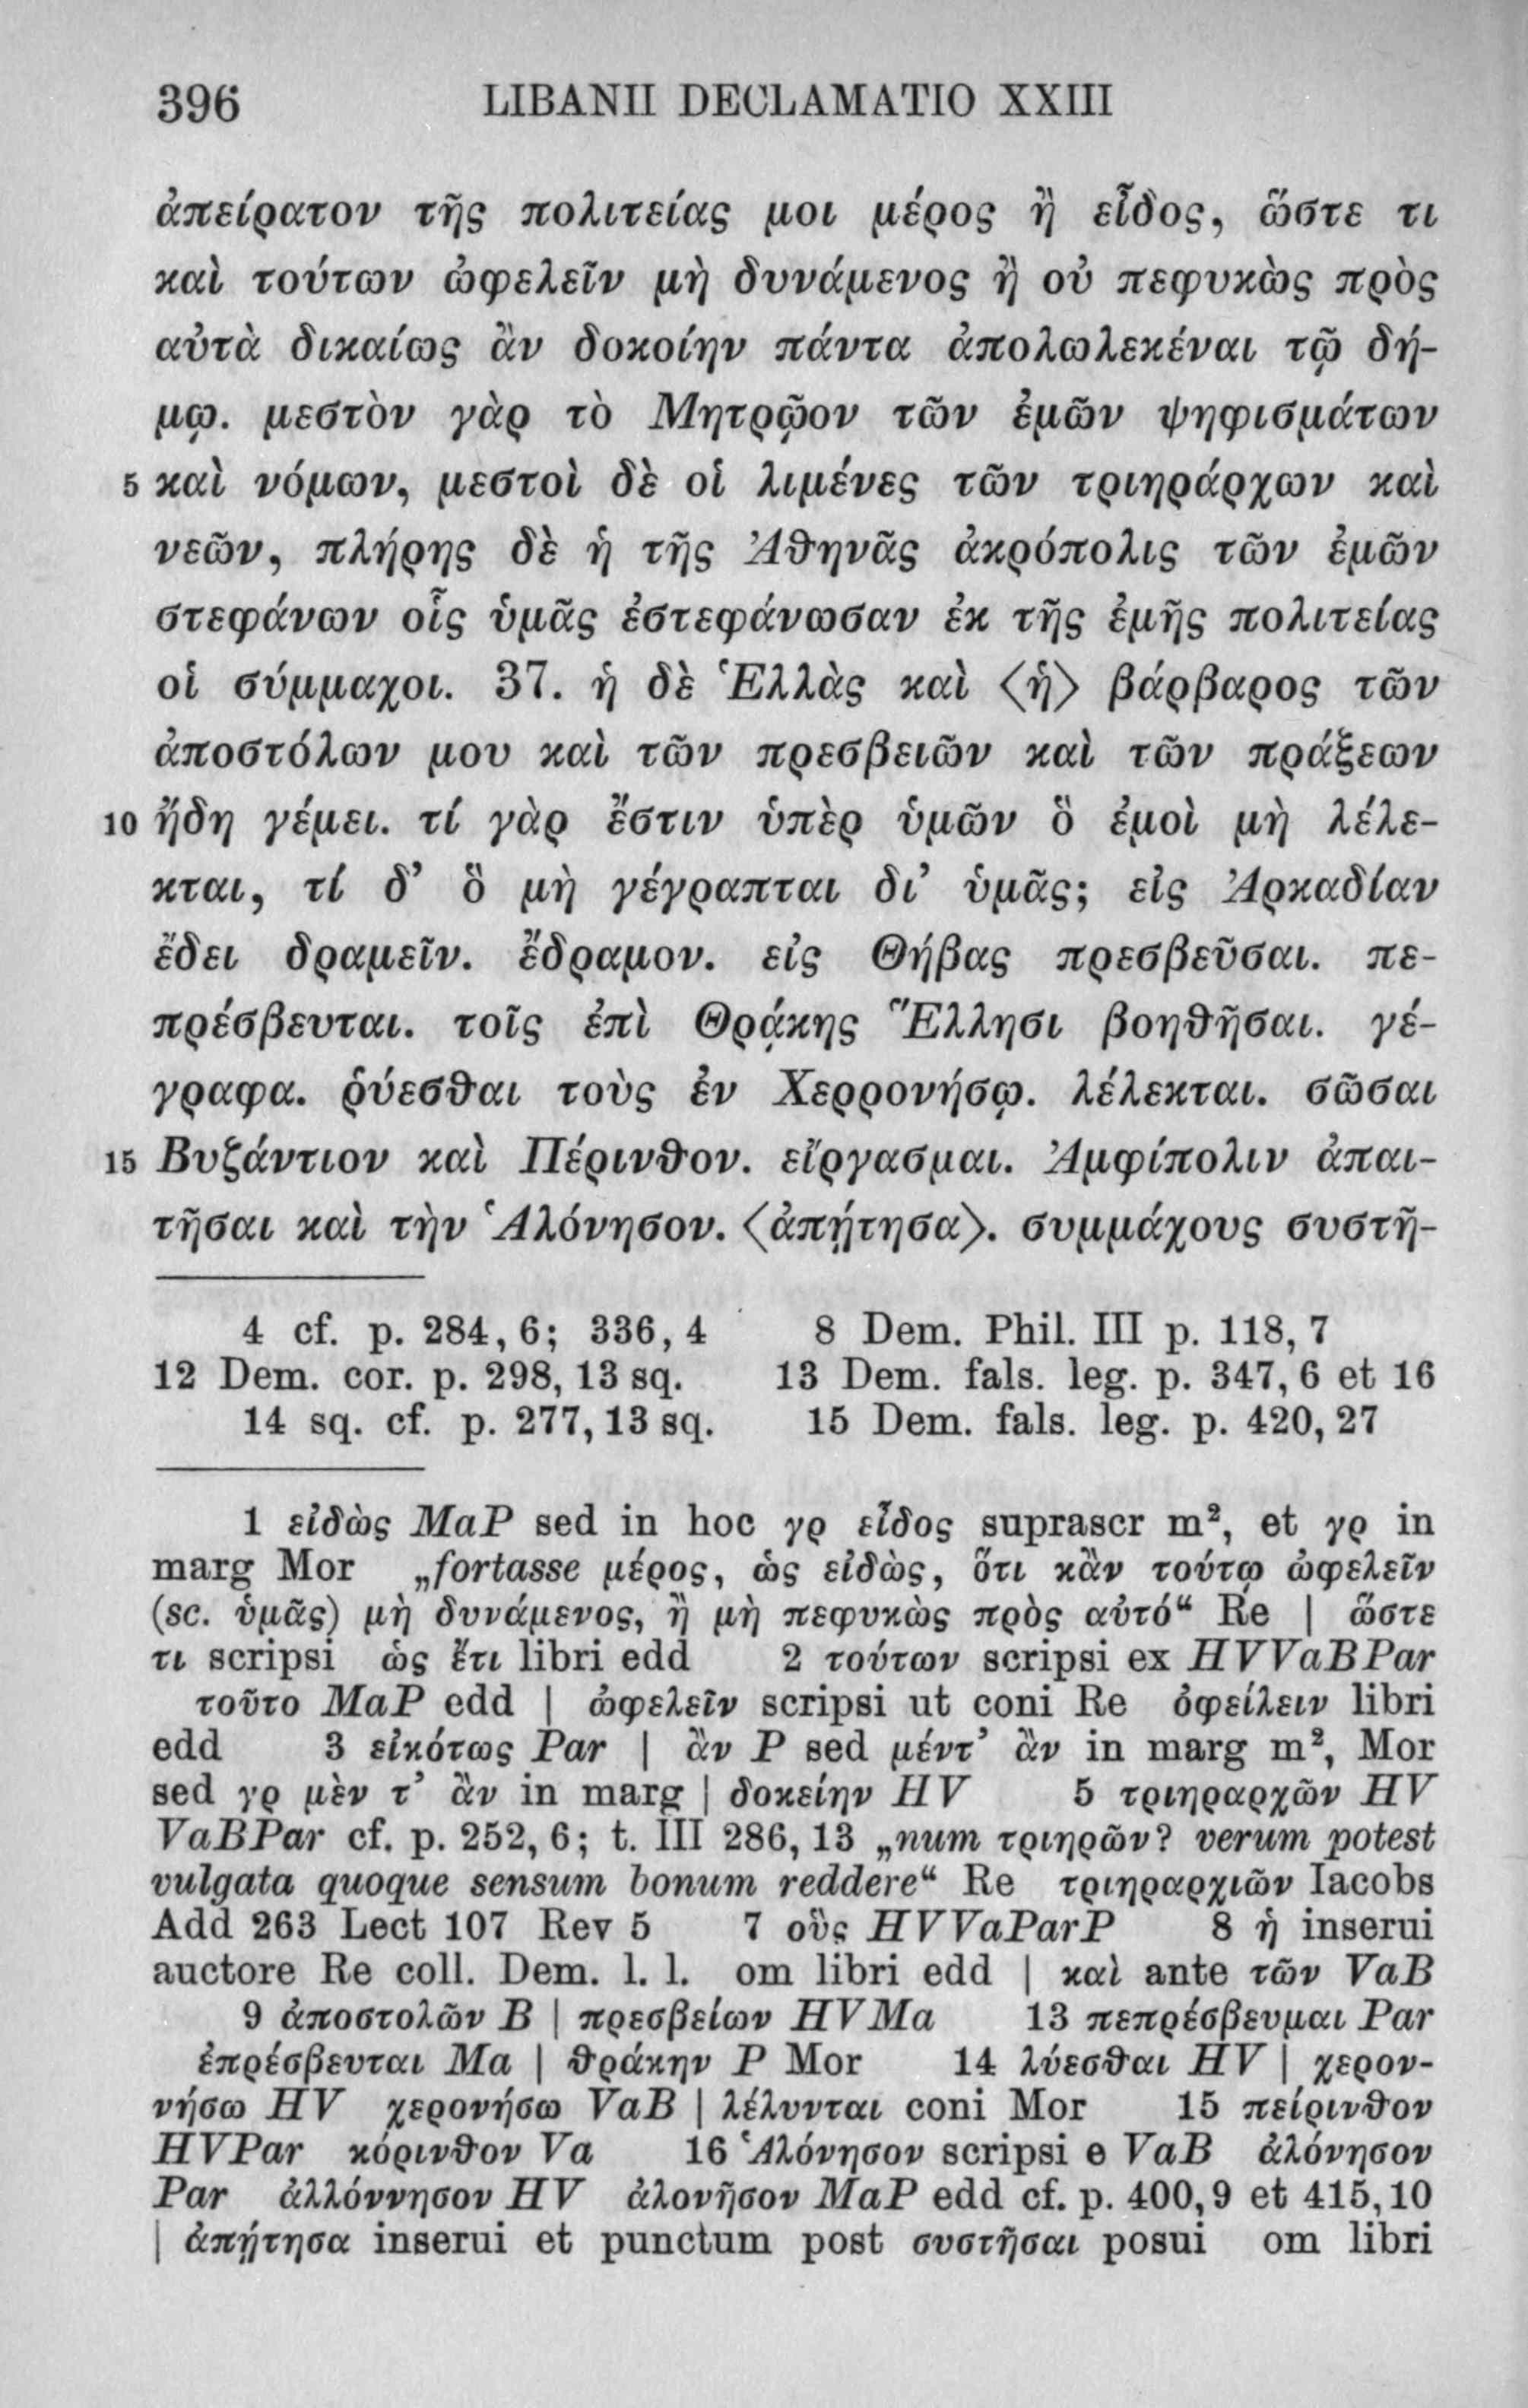 396 LIBANII DECLAMATIO XXIII
ἀπείρατον τῆς πολιτείας μοι μέρος ἢ εἶδος, ὥστε τι
καὶ τούτων ὠφελεῖν μὴ δυνάμενος ἢ οὐ πεφυκὼς πρὸς
αὐτὰ δικαίως ἂν δοκοίην πάντα ἀπολωλεκέναι τῷ δή-
μῳ. μεστὸν γὰρ τὸ Μητρῷον τῶν ἐμῶν ψηφισμάτων
5 καὶ νόμων, μεστοὶ δὲ οἱ λιμένες τῶν τριηράρχων καὶ
νεῶν, πλήρης δὲ ἡ τῆς Ἀθηνᾶς ἀκρόπολις τῶν ἐμῶν
στεφάνων οἷς ὑμᾶς ἐστεφάνωσαν ἐκ τῆς ἐμῆς πολιτείας
οἱ σύμμαχοι. 37. ἡ δὲ Ἑλλὰς καὶ ⟨ἡ⟩ βάρβαρος τῶν
ἀποστόλων μου καὶ τῶν πρεσβειῶν καὶ τῶν πράξεων
10 ἤδη γέμει. τί γὰρ ἔστιν ὑπὲρ ὑμῶν ὃ ἐμοὶ μὴ λέλε-
κται, τί δ’ ὃ μὴ γέγραπται δι’ ὑμᾶς; εἰς Ἀρκαδίαν
ἔδει δραμεῖν. ἔδραμον. εἰς Θήβας πρεσβεῦσαι. πε-
πρέσβευται. τοῖς ἐπὶ Θρᾴκης Ἕλλησι βοηθῆσαι. γέ-
γραφα. ῥύεσθαι τοὺς ἐν Χερρονήσῳ. λέλεκται. σῶσαι
15 Βυζάντιον καὶ Πέρινθον. εἴργασμαι. Ἀμφίπολιν ἀπαι-
τῆσαι καὶ τὴν Ἁλόνησον. ⟨ἀπῄτησα⟩. συμμάχους συστῆ-
4 cf. p. 284, 6; 336, 4 8 Dem. Phil. III p. 118, 7
12 Dem. cor. p. 298, 13 sq. 13 Dem. fals. leg. p. 347, 6 et 16
14 sq. cf. p. 277, 13 sq. 15 Dem. fals. leg. p. 420, 27
1 εἰδὼς MaP sed in hoc γρ εἶδος suprascr m², et γρ in
marg Mor „fortasse μέρος, ὡς εἰδὼς, ὅτι κἂν τούτῳ ὠφελεῖν
(sc. ὑμᾶς) μὴ δυνάμενος, ἢ μὴ πεφυκὼς πρὸς αὐτό“ Re | ὥστε
τι scripsi ὡς ἔτι libri edd 2 τούτων scripsi ex HVVaBPar
τοῦτο MaP edd | ὠφελεῖν scripsi ut coni Re ὀφείλειν libri
edd 3 εἰκότως Par | ἂν P sed μέντ’ ἂν in marg m², Mor
sed γρ μὲν τ’ ἂν in marg | δοκείην HV 5 τριηραρχῶν HV
VaBPar cf. p. 252, 6; t. III 286, 13 „num τριηρῶν? verum potest
vulgata quoque sensum bonum reddere“ Re τριηραρχιῶν Iacobs
Add 263 Lect 107 Rev 5 7 οὓς HVVaParP 8 ἡ inserui
auctore Re coll. Dem. l. l. om libri edd | καὶ ante τῶν VaB
9 ἀποστολῶν B | πρεσβείων HVMa 13 πεπρέσβευμαι Par
ἐπρέσβευται Ma | θράκην P Mor 14 λύεσθαι HV | χερον-
νήσω HV χερονήσω VaB | λέλυνται coni Mor 15 πείρινθον
HVPar κόρινθον Va 16 Ἁλόνησον scripsi e VaB ἀλόνησον
Par ἀλλόννησον HV ἀλονῆσον MaP edd cf. p. 400, 9 et 415, 10
| ἀπῄτησα inserui et punctum post συστῆσαι posui om libri